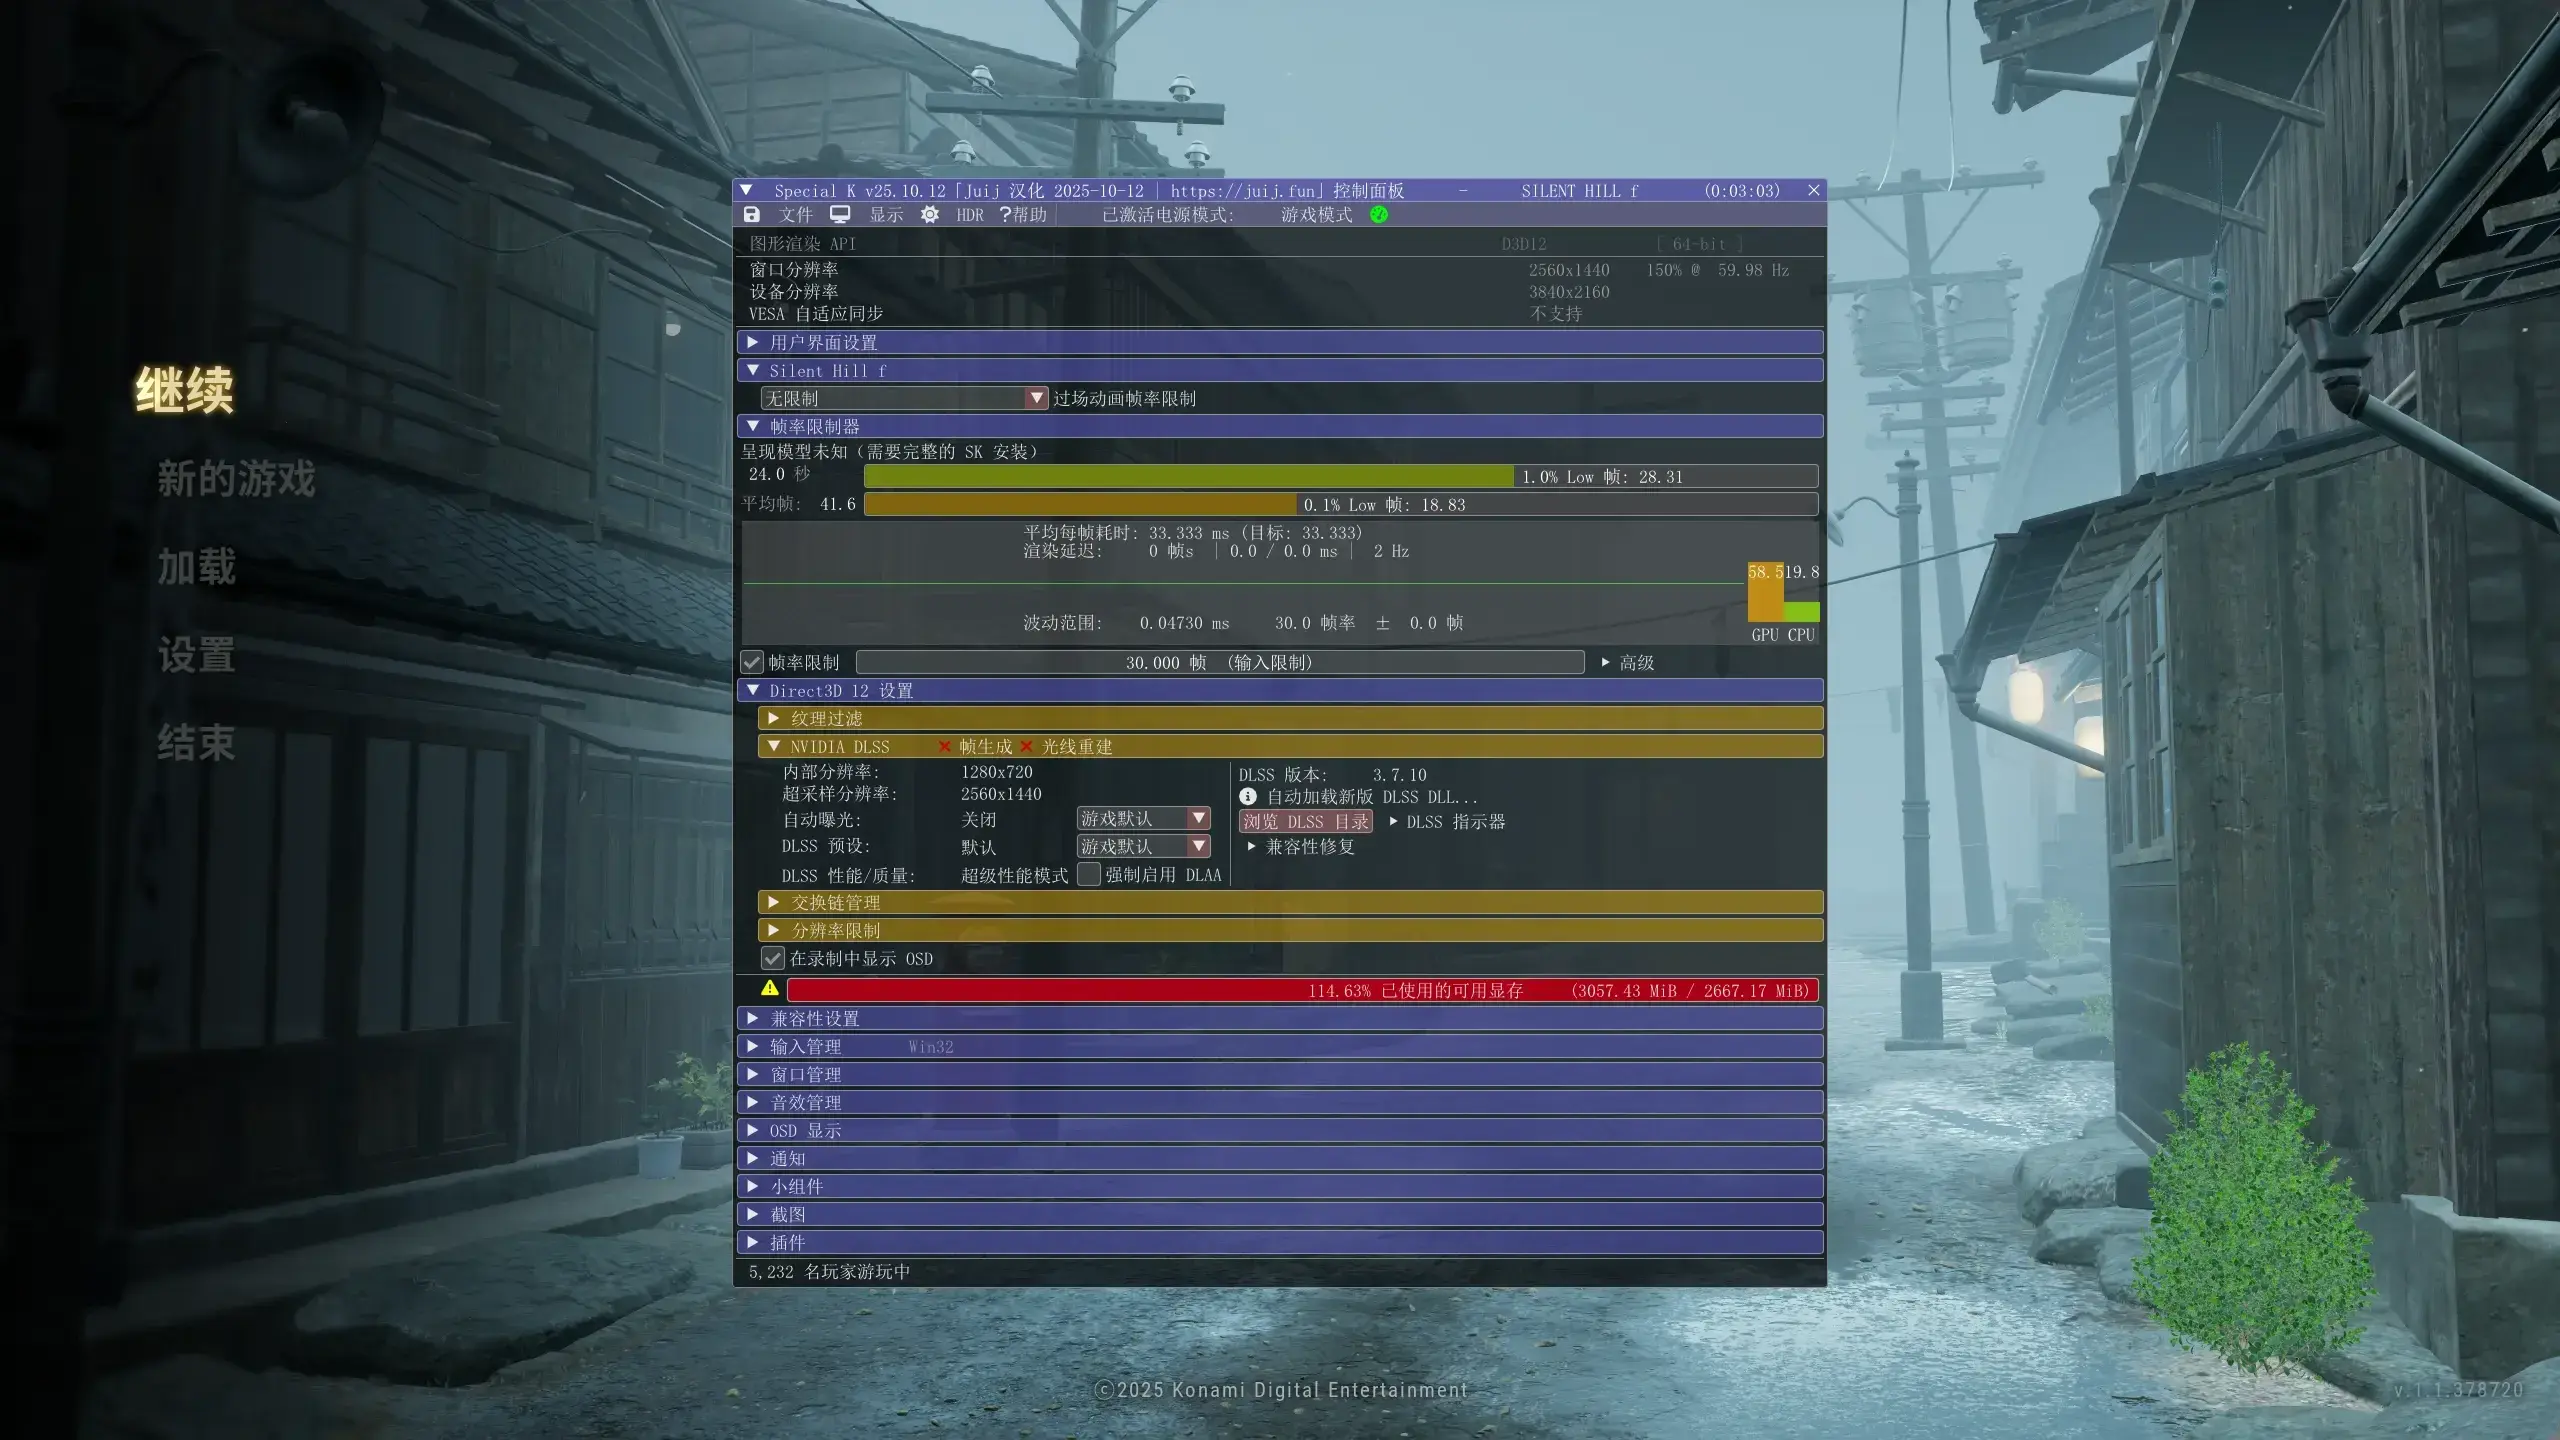 继续
新的游戏
加载
设置
结束
Special K v25.10.12「Juij 汉化 2025-10-12 | https://juij.fun」控制面板 - SILENT HILL f (0:03:03)
文件 显示 HDR ?帮助 已激活电源模式: 游戏模式
图形渲染 API D3D12 [ 64-bit ]
窗口分辨率 2560x1440 150% @ 59.98 Hz
设备分辨率 3840x2160
VESA 自适应同步 不支持
用户界面设置
Silent Hill f
无限制 过场动画帧率限制
帧率限制器
呈现模型未知（需要完整的 SK 安装）
24.0 秒 1.0% Low 帧: 28.31
平均帧: 41.6 0.1% Low 帧: 18.83
平均每帧耗时: 33.333 ms (目标: 33.333)
渲染延迟: 0 帧s | 0.0 / 0.0 ms | 2 Hz
58.5 19.8
波动范围: 0.04730 ms 30.0 帧率 ± 0.0 帧
GPU CPU
帧率限制 30.000 帧 (输入限制) 高级
Direct3D 12 设置
纹理过滤
NVIDIA DLSS × 帧生成 × 光线重建
内部分辨率: 1280x720
超采样分辨率: 2560x1440
自动曝光: 关闭 游戏默认
DLSS 预设: 默认 游戏默认
DLSS 性能/质量: 超级性能模式 强制启用 DLAA
DLSS 版本: 3.7.10
自动加载新版 DLSS DLL...
浏览 DLSS 目录 DLSS 指示器
兼容性修复
交换链管理
分辨率限制
在录制中显示 OSD
114.63% 已使用的可用显存 (3057.43 MiB / 2667.17 MiB)
兼容性设置
输入管理 Win32
窗口管理
音效管理
OSD 显示
通知
小组件
截图
插件
5,232 名玩家游玩中
©2025 Konami Digital Entertainment
v.1.1.378720